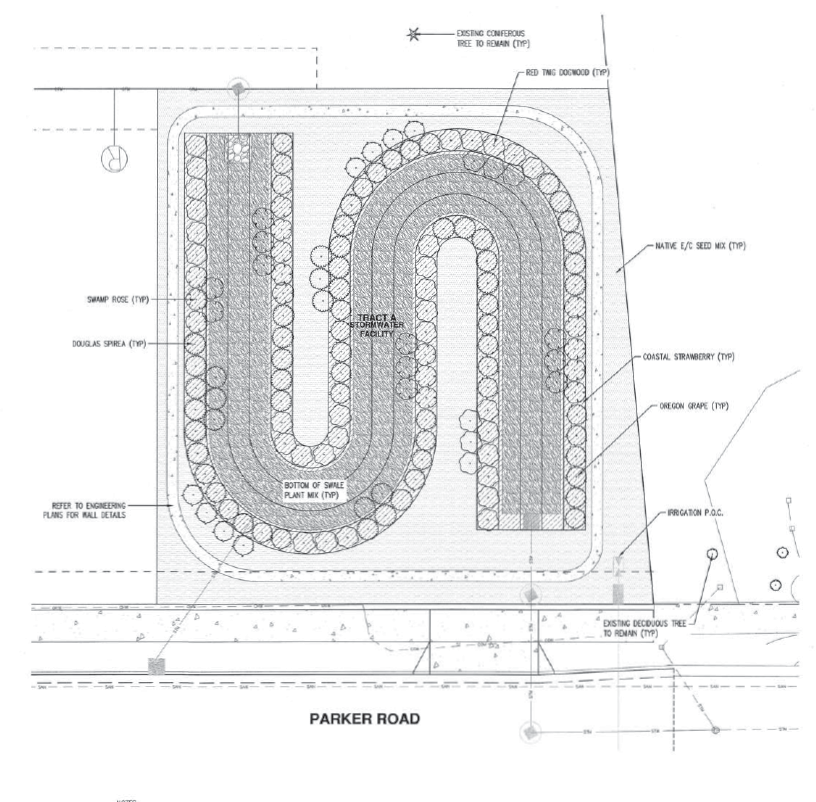 EXISTING CONIFEROUS
TREE TO REMAIN (TYP)
RED TWIG DOGWOOD (TYP)
NATIVE E/C SEED MIX (TYP)
SWAMP ROSE (TYP)
TRACT A
STORMWATER
FACILITY
DOUGLAS SPIREA (TYP)
COASTAL STRAWBERRY (TYP)
OREGON GRAPE (TYP)
BOTTOM OF SWALE
PLANT MIX (TYP)
REFER TO ENGINEERING
PLANS FOR WALL DETAILS
IRRIGATION P.O.C.
EXISTING DECIDUOUS TREE
TO REMAIN (TYP)
PARKER ROAD
NOTES